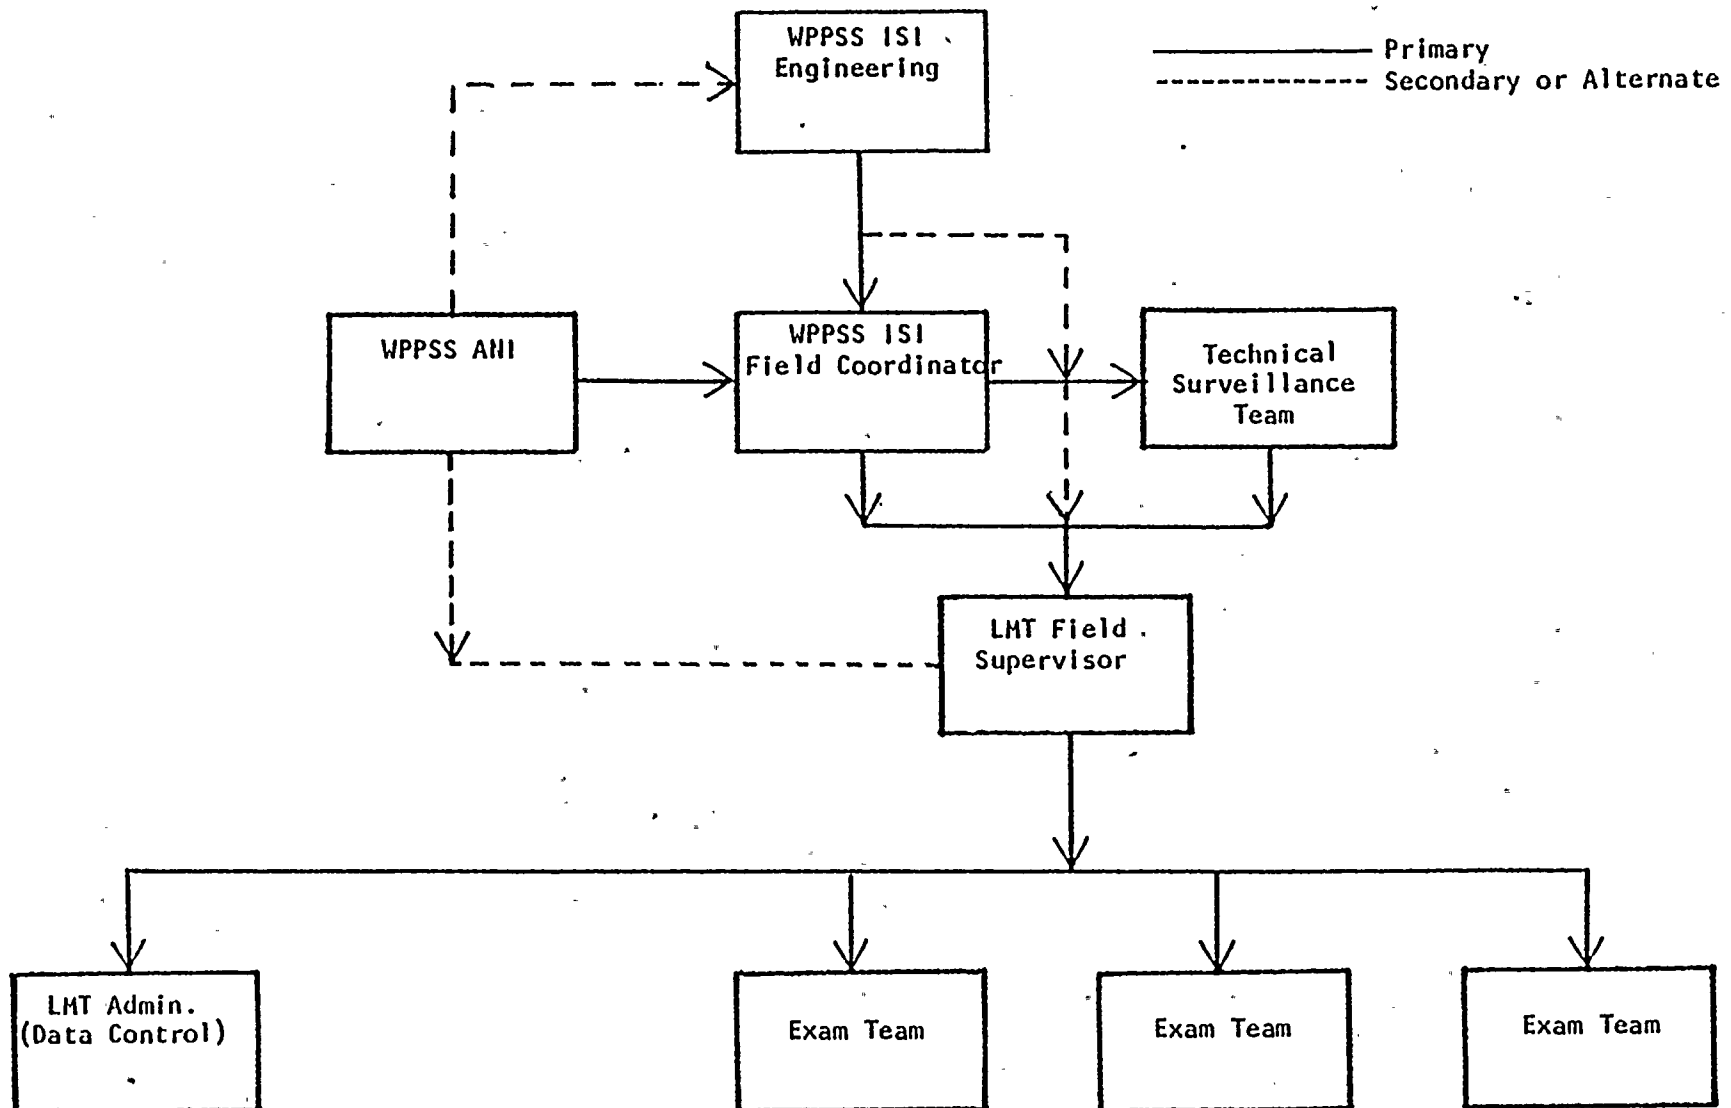 WPPSS ISI
Engineering
Primary
Secondary or Alternate
WPPSS ANI
WPPSS ISI
Field Coordinator
Technical
Surveillance
Team
LMT Field
Supervisor
LMT Admin.
(Data Control)
Exam Team
Exam Team
Exam Team